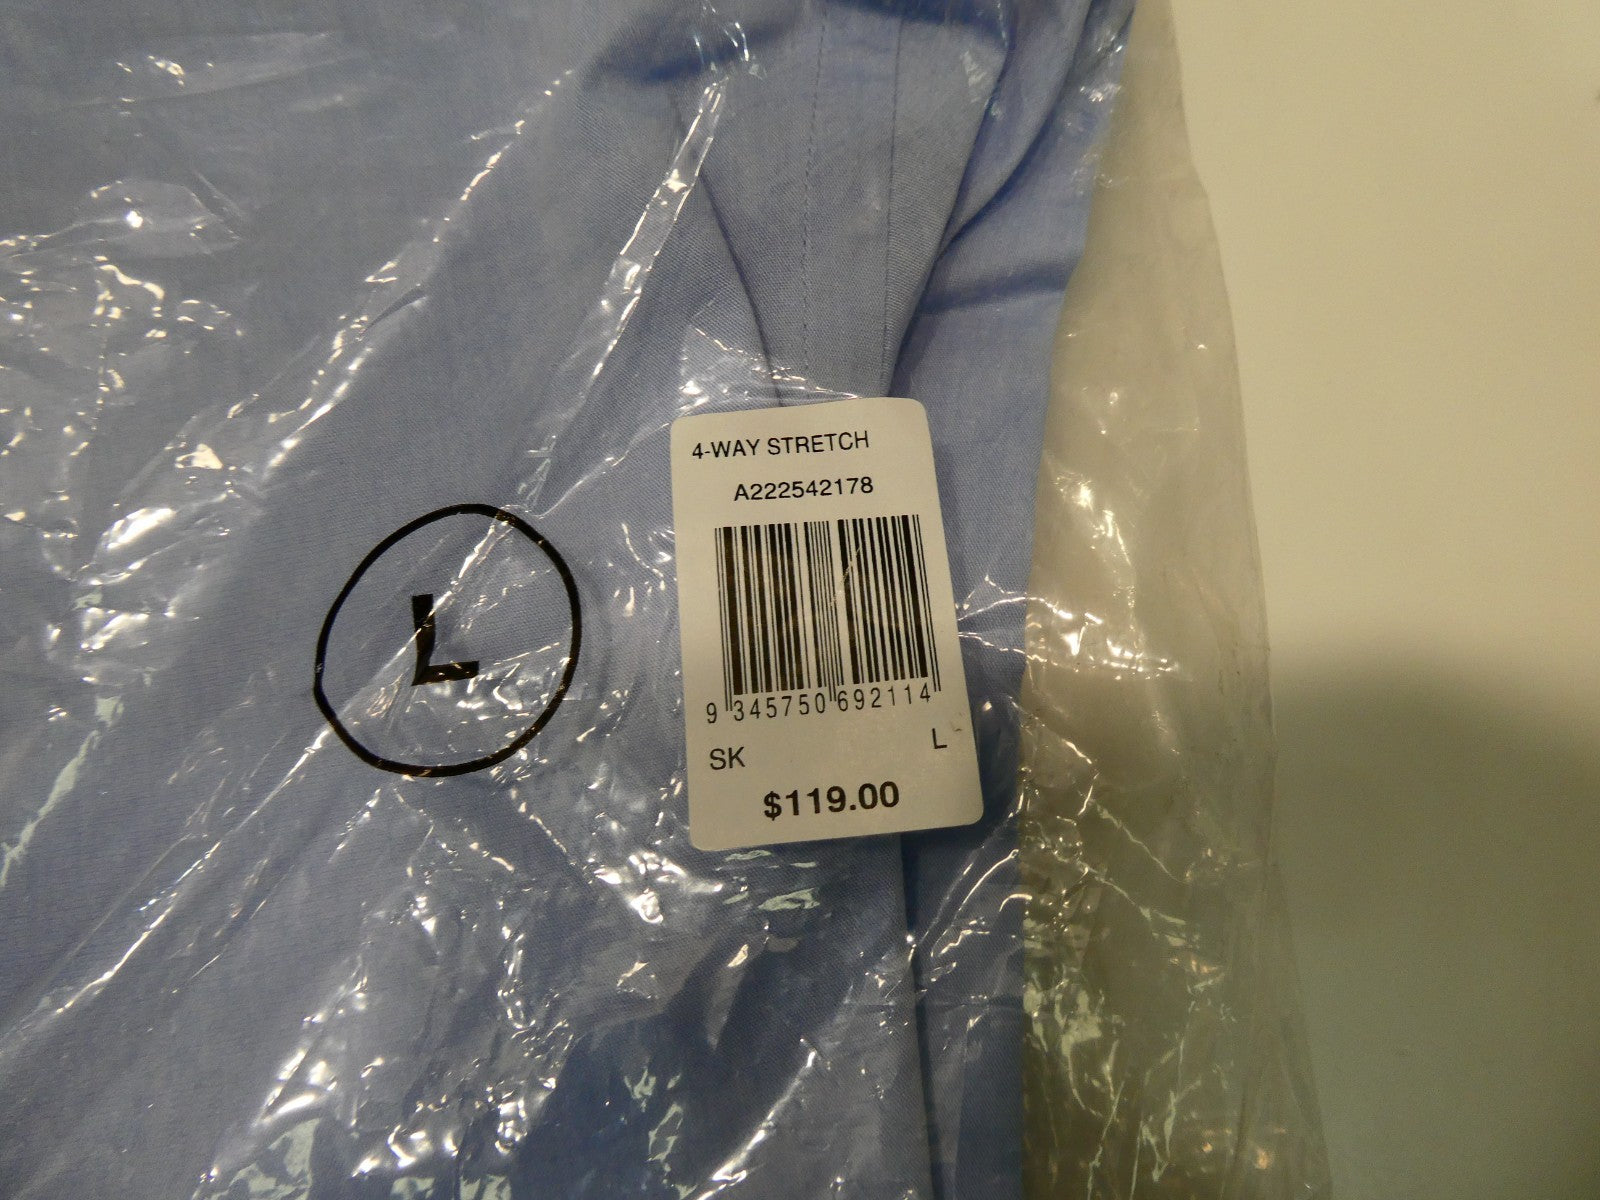 4-WAY STRETCH
A222542178
L
9 345750 692114
SK L
$119.00